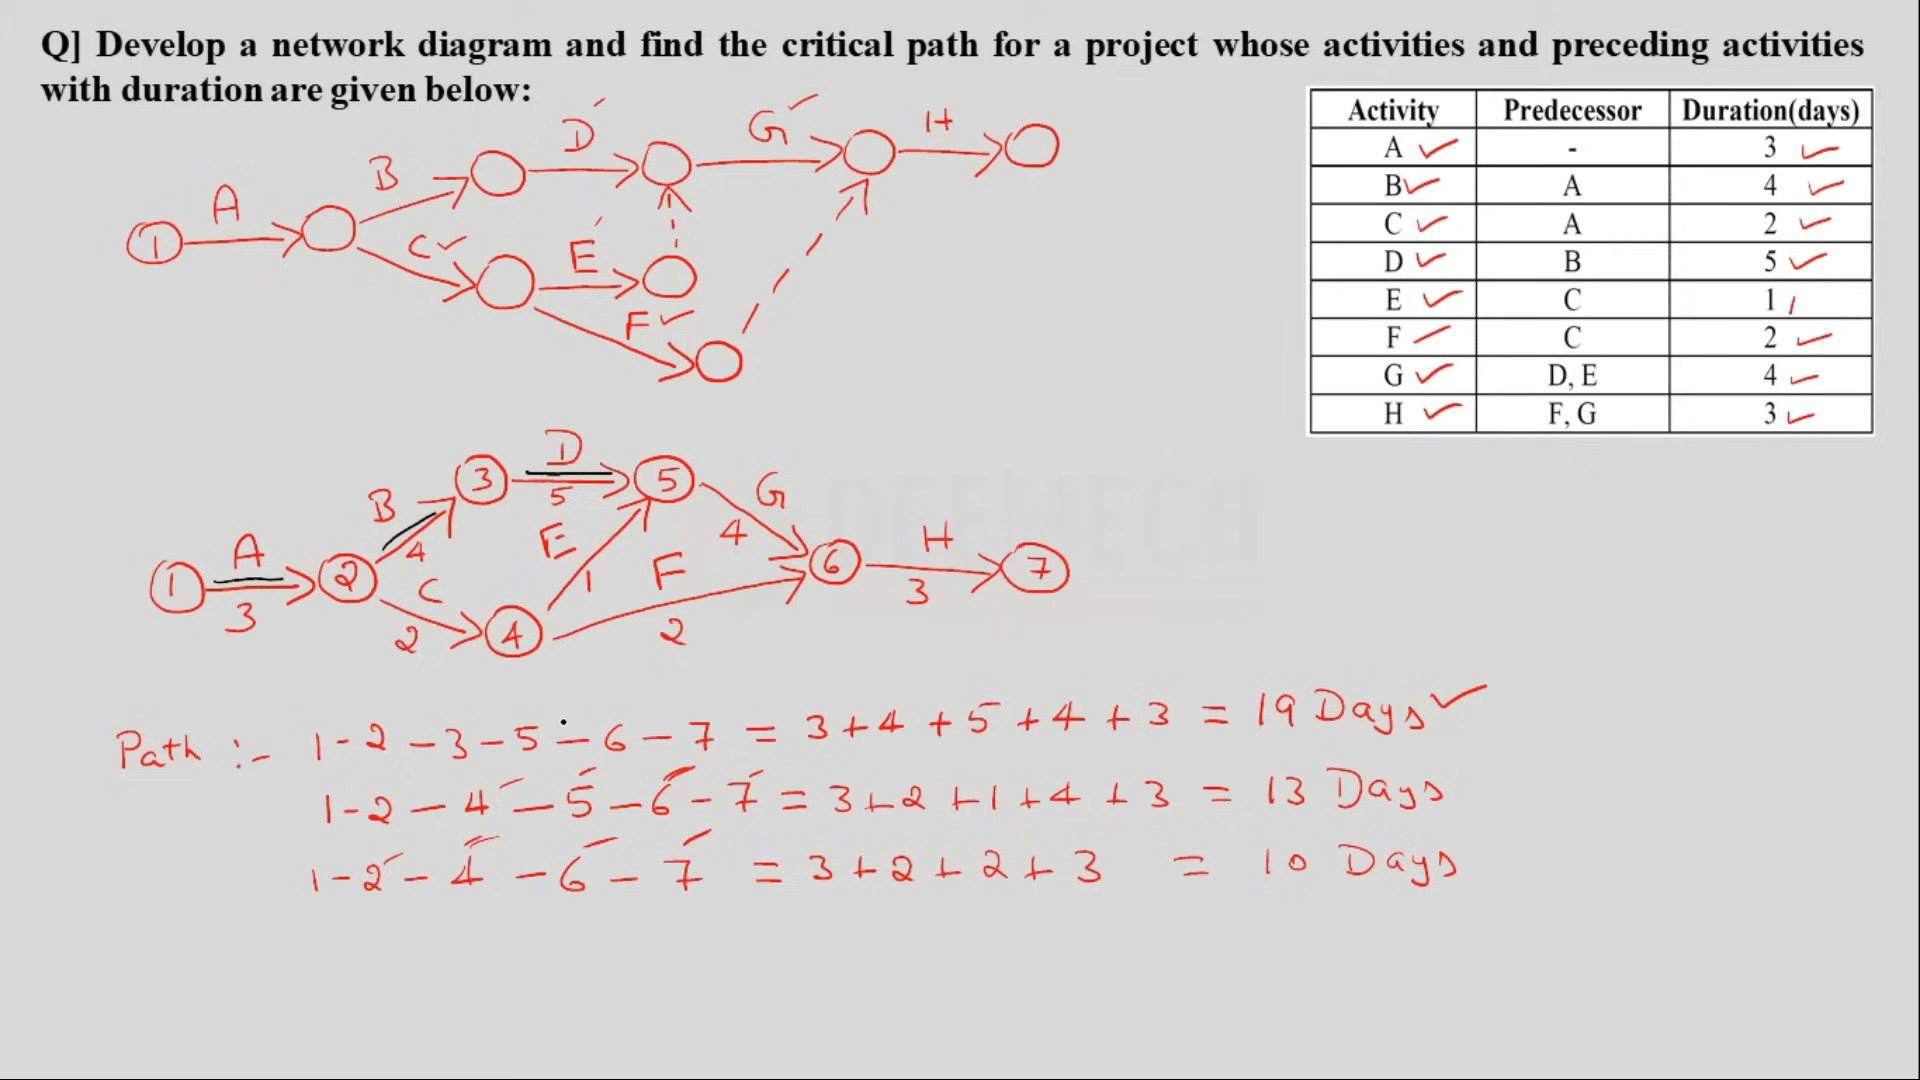 Q] Develop a network diagram and find the critical path for a project whose activities and preceding activities
with duration are given below:
Activity Predecessor Duration(days)
A - 3
B A 4
C A 2
D B 5
E C 1
F C 2
G D, E 4
H F, G 3
A B C D E F G H
1
A B C D E F G H
3 4 2 5 1 2 4 3
1 2 3 4 5 6 7
DEEMECH
Path :- 1-2-3-5-6-7 = 3+4+5+4+3 = 19 Days
1-2-4-5-6-7 = 3+2+1+4+3 = 13 Days
1-2-4-6-7 = 3+2+2+3 = 10 Days